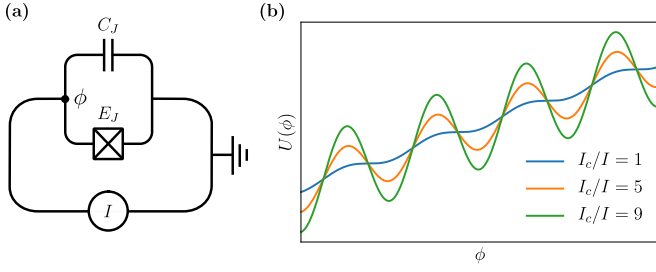 (a)
C_J
ϕ
E_J
I
(b)
U(ϕ)
I_c/I = 1
I_c/I = 5
I_c/I = 9
ϕ